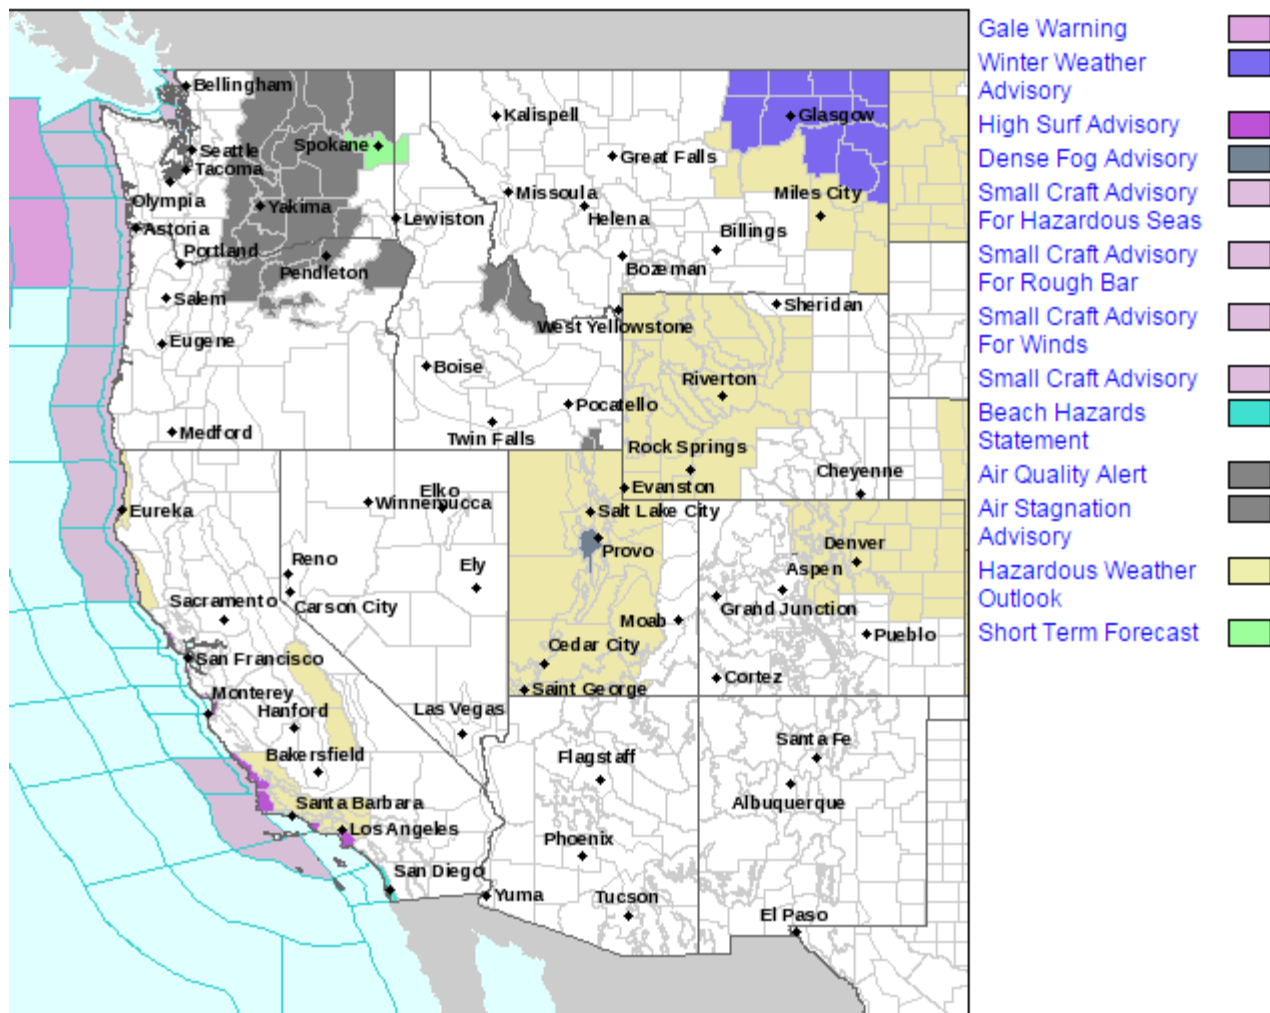 Gale Warning
Winter Weather
Advisory
High Surf Advisory
Dense Fog Advisory
Small Craft Advisory
For Hazardous Seas
Small Craft Advisory
For Rough Bar
Small Craft Advisory
For Winds
Small Craft Advisory
Beach Hazards
Statement
Air Quality Alert
Air Stagnation
Advisory
Hazardous Weather
Outlook
Short Term Forecast
Bellingham
Kalispell
Glasgow
Seattle
Spokane
Great Falls
Tacoma
Olympia
Yakima
Missoula
Miles City
Astoria
Lewiston
Helena
Portland
Billings
Pendleton
Bozeman
Salem
Sheridan
West Yellowstone
Eugene
Boise
Riverton
Pocatello
Medford
Twin Falls
Rock Springs
Cheyenne
Elko
Evanston
Winnemucca
Eureka
Salt Lake City
Provo
Denver
Reno
Ely
Aspen
Sacramento
Carson City
Grand Junction
Moab
Pueblo
San Francisco
Cedar City
Cortez
Monterey
Saint George
Hanford
Las Vegas
Santa Fe
Bakersfield
Flagstaff
Santa Barbara
Albuquerque
Los Angeles
Phoenix
San Diego
Yuma
Tucson
El Paso